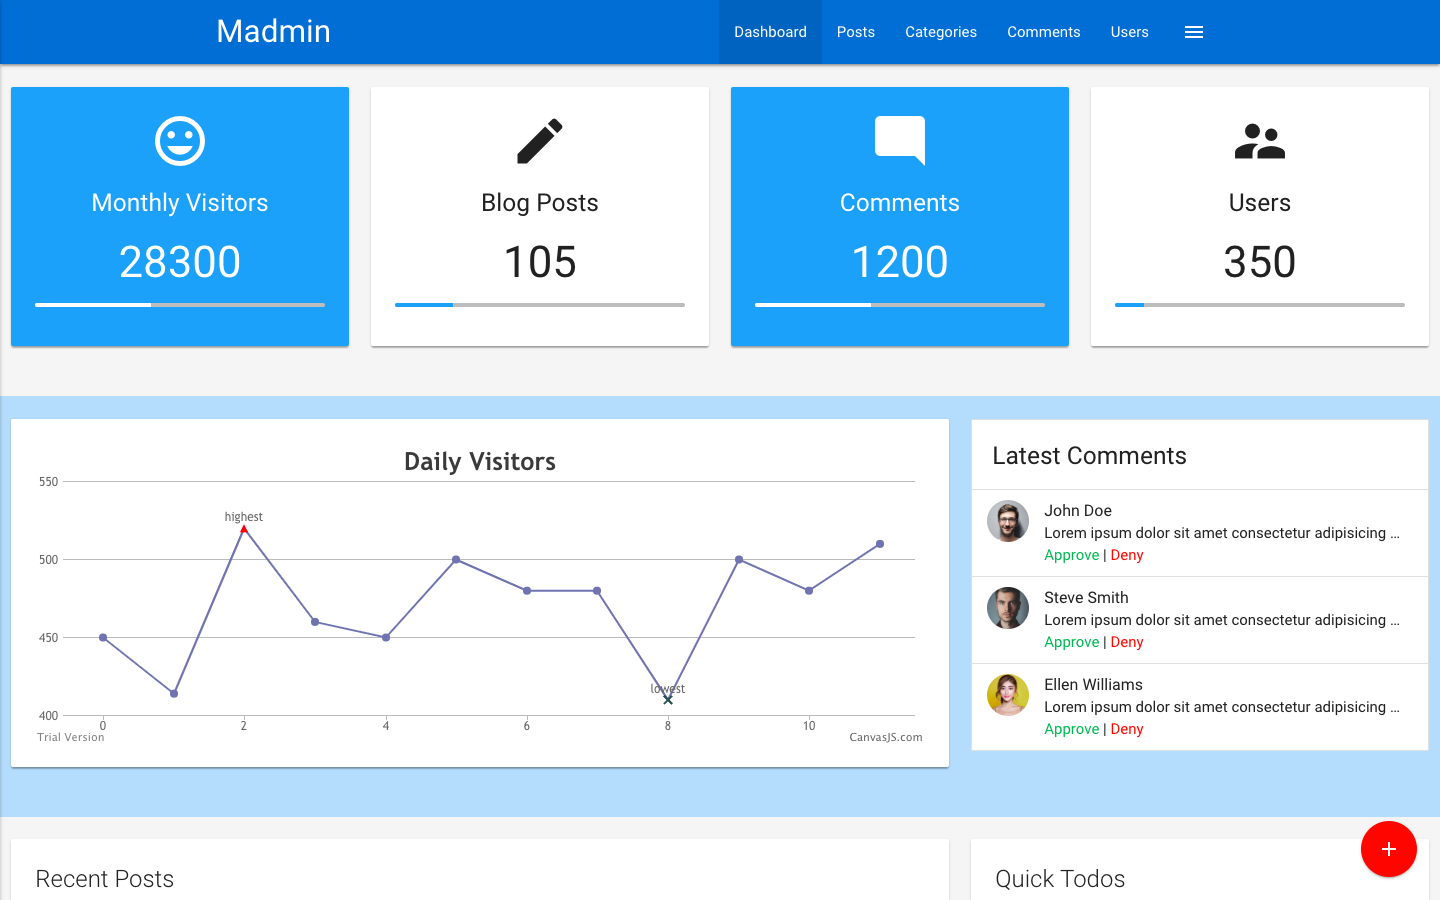 Madmin
Dashboard Posts Categories Comments Users
Monthly Visitors
28300
Blog Posts
105
Comments
1200
Users
350
Daily Visitors
550
500
450
400
highest
lowest
0 2 4 6 8 10
Trial Version
CanvasJS.com
Latest Comments
John Doe
Lorem ipsum dolor sit amet consectetur adipisicing ...
Approve | Deny
Steve Smith
Lorem ipsum dolor sit amet consectetur adipisicing ...
Approve | Deny
Ellen Williams
Lorem ipsum dolor sit amet consectetur adipisicing ...
Approve | Deny
Recent Posts
Quick Todos